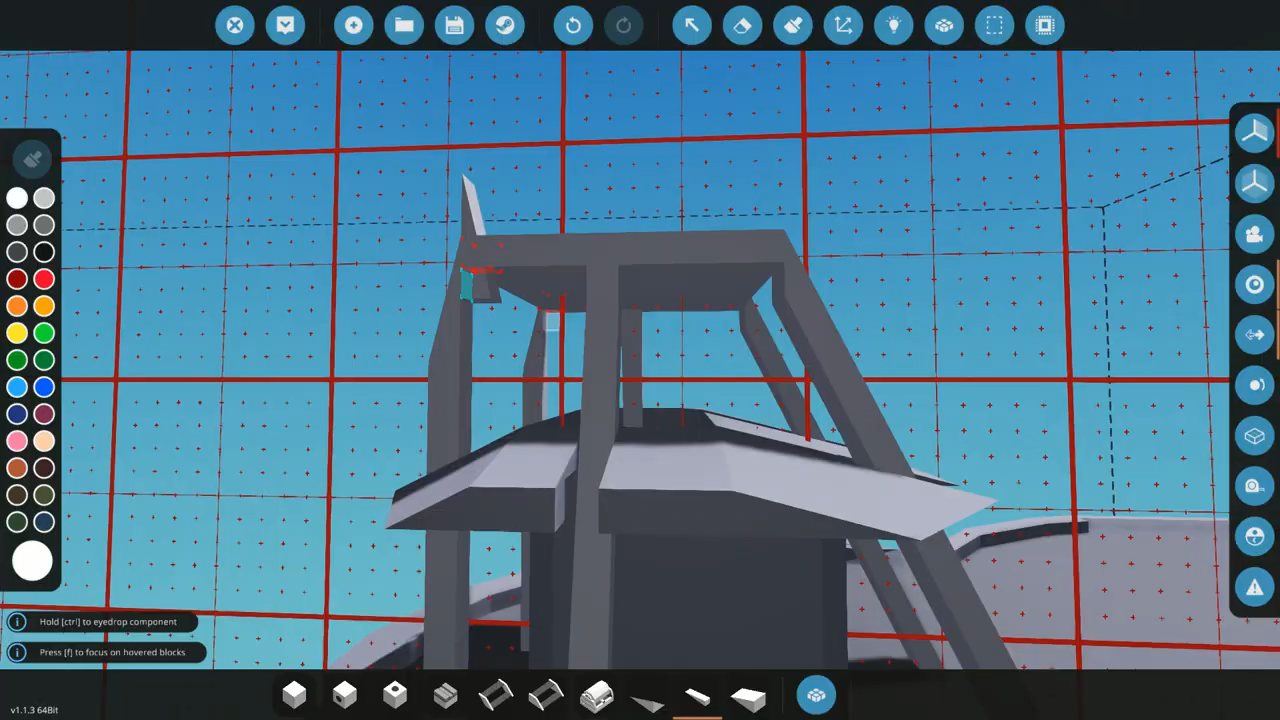 Hold [ctrl] to eyedrop component
Press [f] to focus on hovered blocks
v1.1.3 64Bit